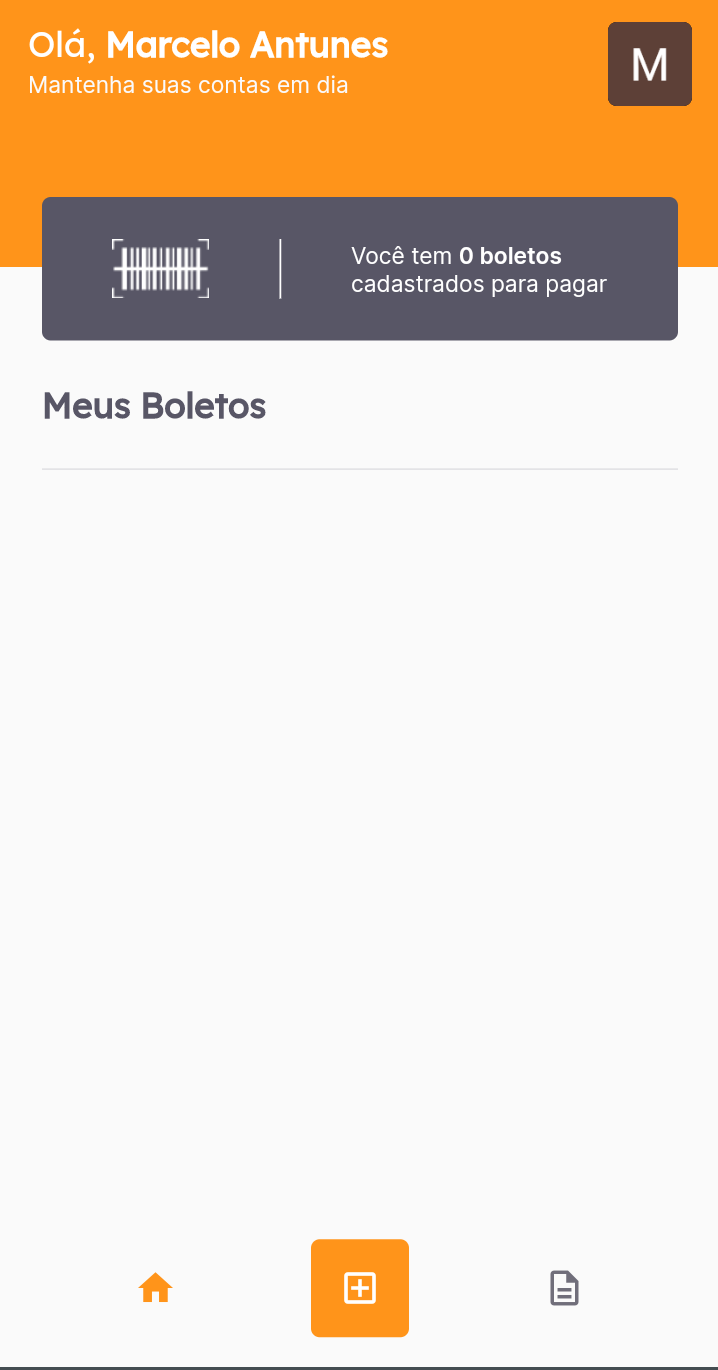 Olá, Marcelo Antunes
Mantenha suas contas em dia
M
Você tem 0 boletos
cadastrados para pagar
Meus Boletos